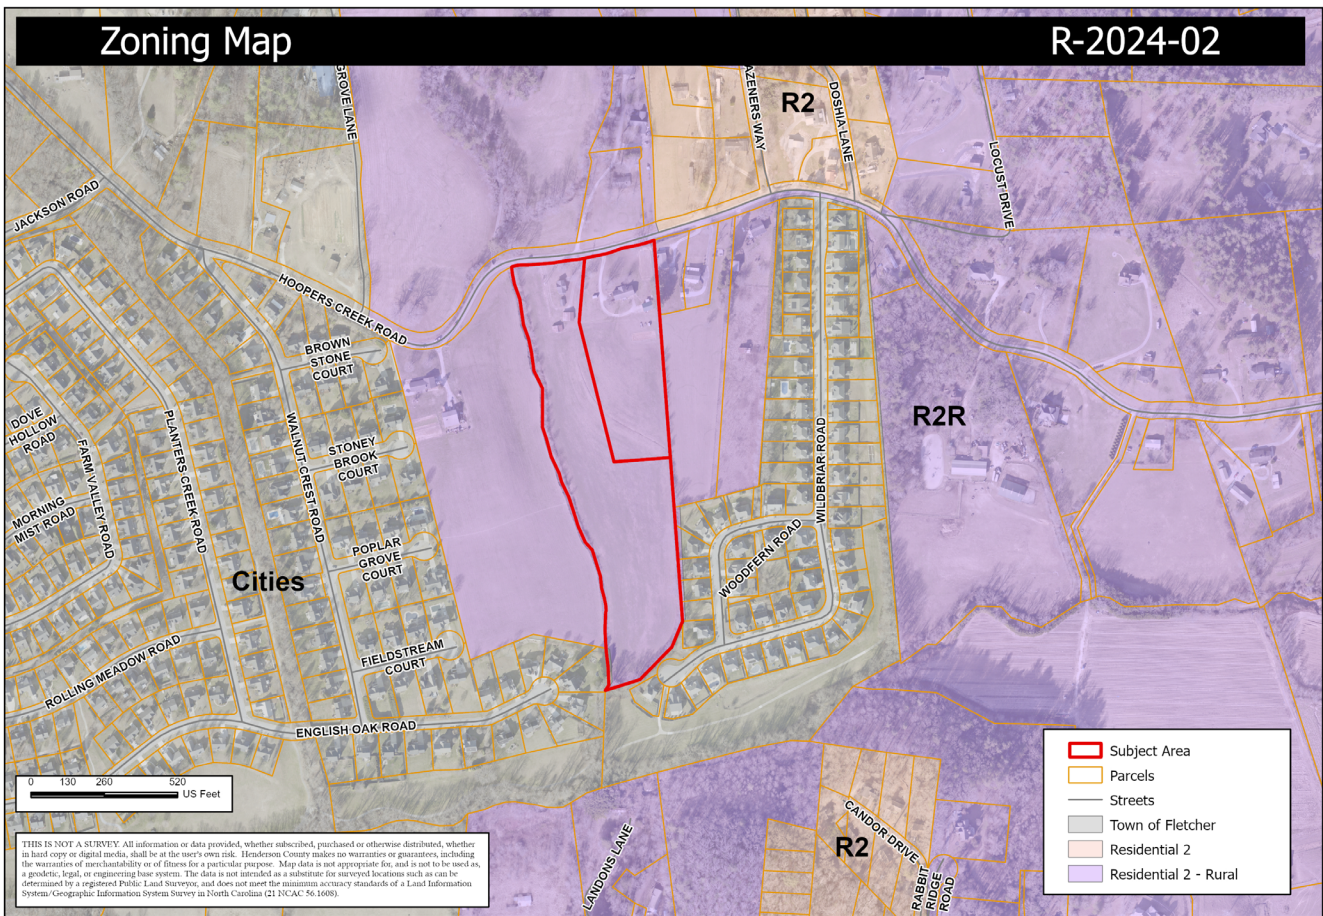 Zoning Map
R-2024-02
GROVE LANE
AZENERS WAY
R2
DOSHIA LANE
LOCUST DRIVE
JACKSON ROAD
HOOPERS CREEK ROAD
BROWN
STONE
COURT
DOVE
HOLLOW
ROAD
FARM VALLEY ROAD
PLANTERS CREEK ROAD
WALNUT CREST ROAD
STONEY
BROOK
COURT
R2R
WILDBRIAR ROAD
MORNING
MIST ROAD
POPLAR
GROVE
COURT
WOODFERN ROAD
Cities
ROLLING MEADOW ROAD
FIELDSTREAM
COURT
ENGLISH OAK ROAD
0 130 260 520
US Feet
THIS IS NOT A SURVEY. All information or data provided, whether subscribed, purchased or otherwise distributed, whether
in hard copy or digital media, shall be at the user's own risk. Henderson County makes no warranties or guarantees, including
the warranties of merchantability or of fitness for a particular purpose. Map data is not appropriate for, and is not to be used as,
a geodetic, legal, or engineering base system. The data is not intended as a substitute for surveyed locations such as can be
determined by a registered Public Land Surveyor, and does not meet the minimum accuracy standards of a Land Information
System/Geographic Information System Survey in North Carolina (21 NCAC 56.1608).
LANDONS LANE
CANDOR DRIVE
R2
RABBIT
RIDGE
ROAD
Subject Area
Parcels
Streets
Town of Fletcher
Residential 2
Residential 2 - Rural